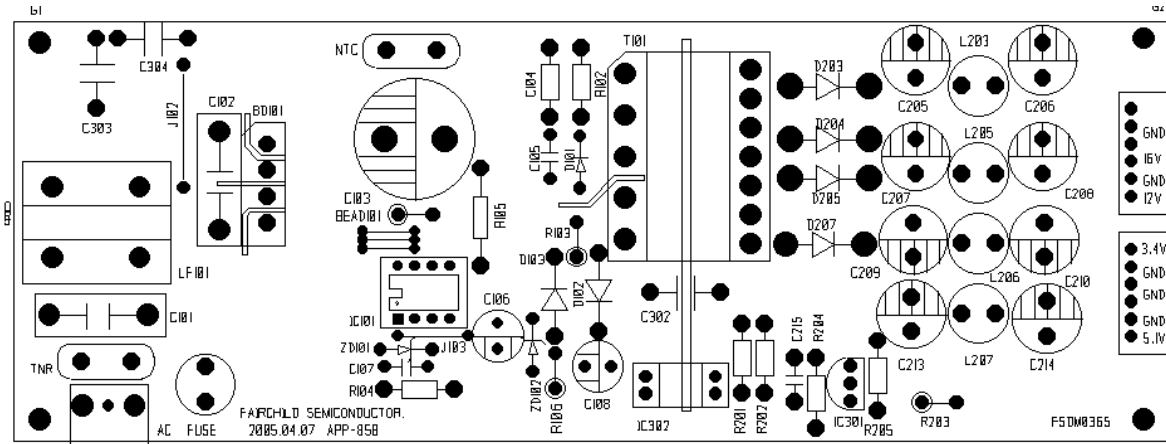 G1
G2
C304
C303
J102
C102
BD101
LF101
C101
TNR
AC FUSE
FAIRCHILD SEMICONDUCTOR.
2005.04.07 APP-85B
NTC
C103
BEAD101
R105
IC101
C106
ZD101
J103
C107
R104
ZD102
R106
C104
R102
C105
D101
R103
D103
D102
C108
T101
C302
IC302
R201
R202
C215
R204
IC301
R205
R203
D203
D204
D205
D207
C205
L203
C206
L205
C207
C208
C209
L206
C210
C213
L207
C214
GND
16V
GND
12V
3.4V
GND
GND
GND
5.1V
FSDM0365